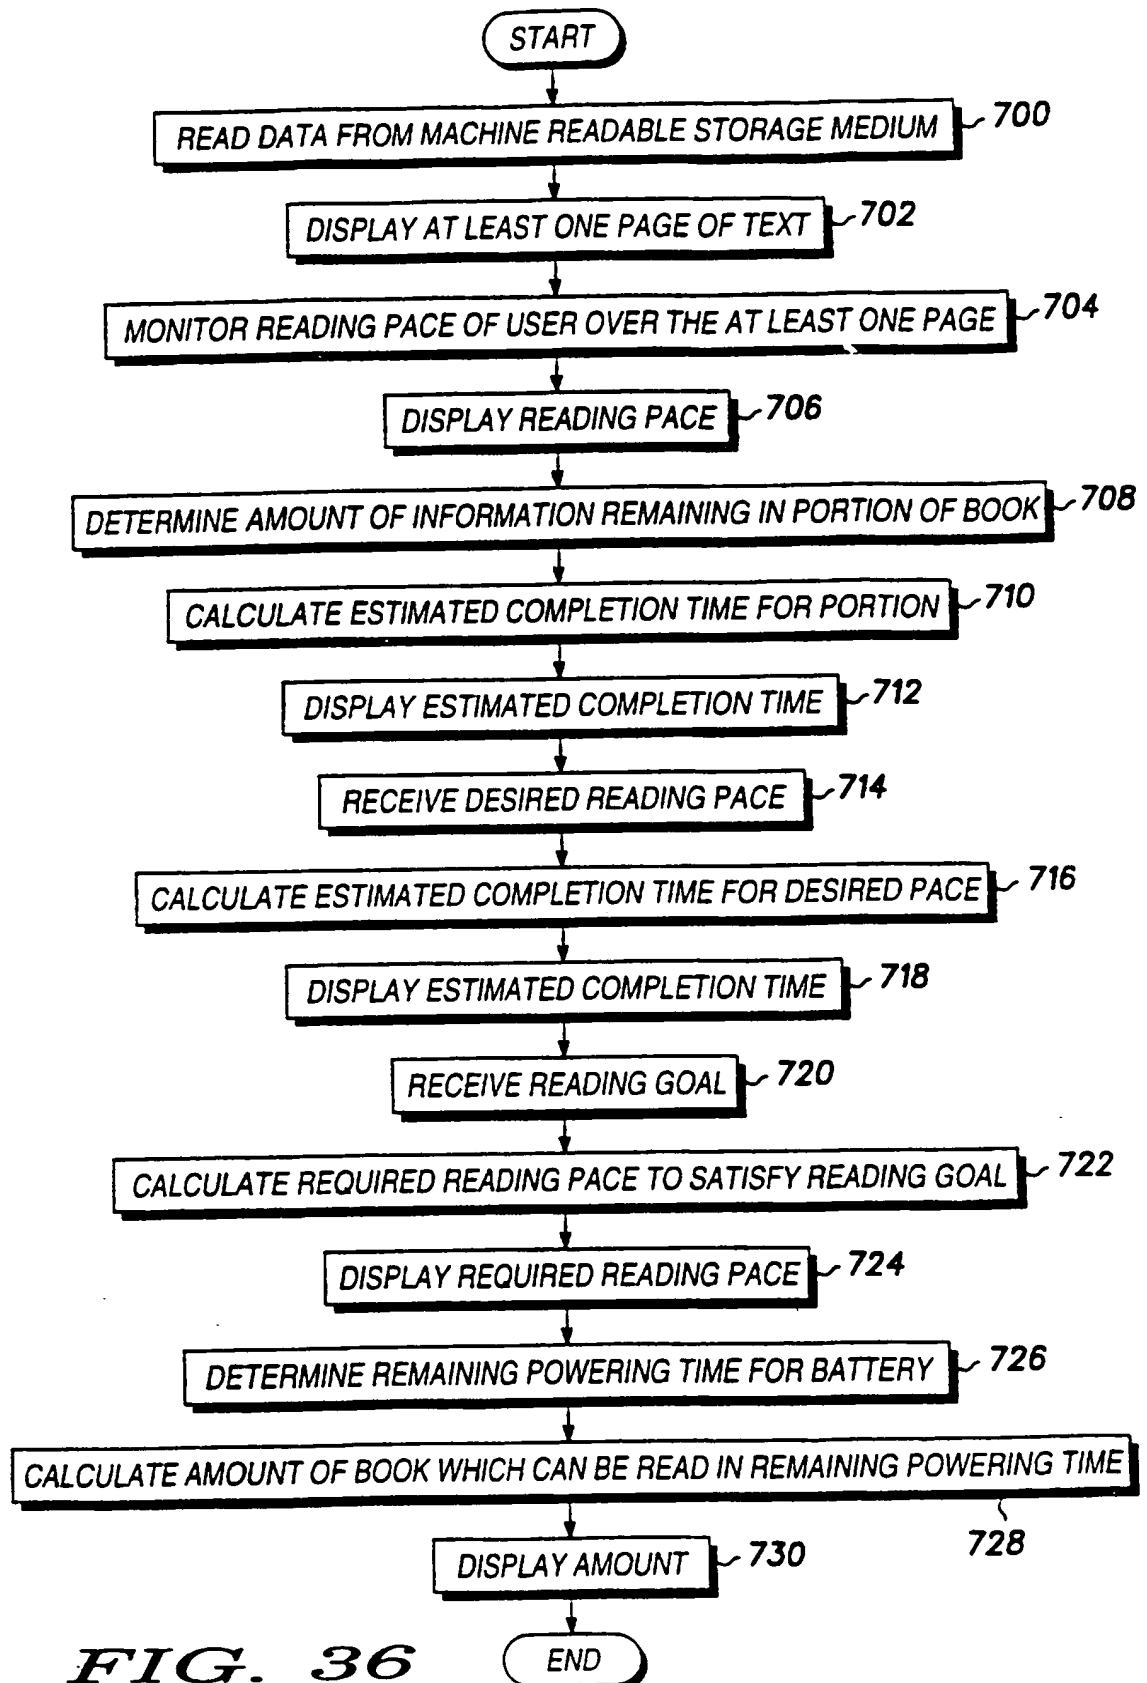 START
READ DATA FROM MACHINE READABLE STORAGE MEDIUM 700
DISPLAY AT LEAST ONE PAGE OF TEXT 702
MONITOR READING PACE OF USER OVER THE AT LEAST ONE PAGE 704
DISPLAY READING PACE 706
DETERMINE AMOUNT OF INFORMATION REMAINING IN PORTION OF BOOK 708
CALCULATE ESTIMATED COMPLETION TIME FOR PORTION 710
DISPLAY ESTIMATED COMPLETION TIME 712
RECEIVE DESIRED READING PACE 714
CALCULATE ESTIMATED COMPLETION TIME FOR DESIRED PACE 716
DISPLAY ESTIMATED COMPLETION TIME 718
RECEIVE READING GOAL 720
CALCULATE REQUIRED READING PACE TO SATISFY READING GOAL 722
DISPLAY REQUIRED READING PACE 724
DETERMINE REMAINING POWERING TIME FOR BATTERY 726
CALCULATE AMOUNT OF BOOK WHICH CAN BE READ IN REMAINING POWERING TIME
728
DISPLAY AMOUNT 730
END
FIG. 36